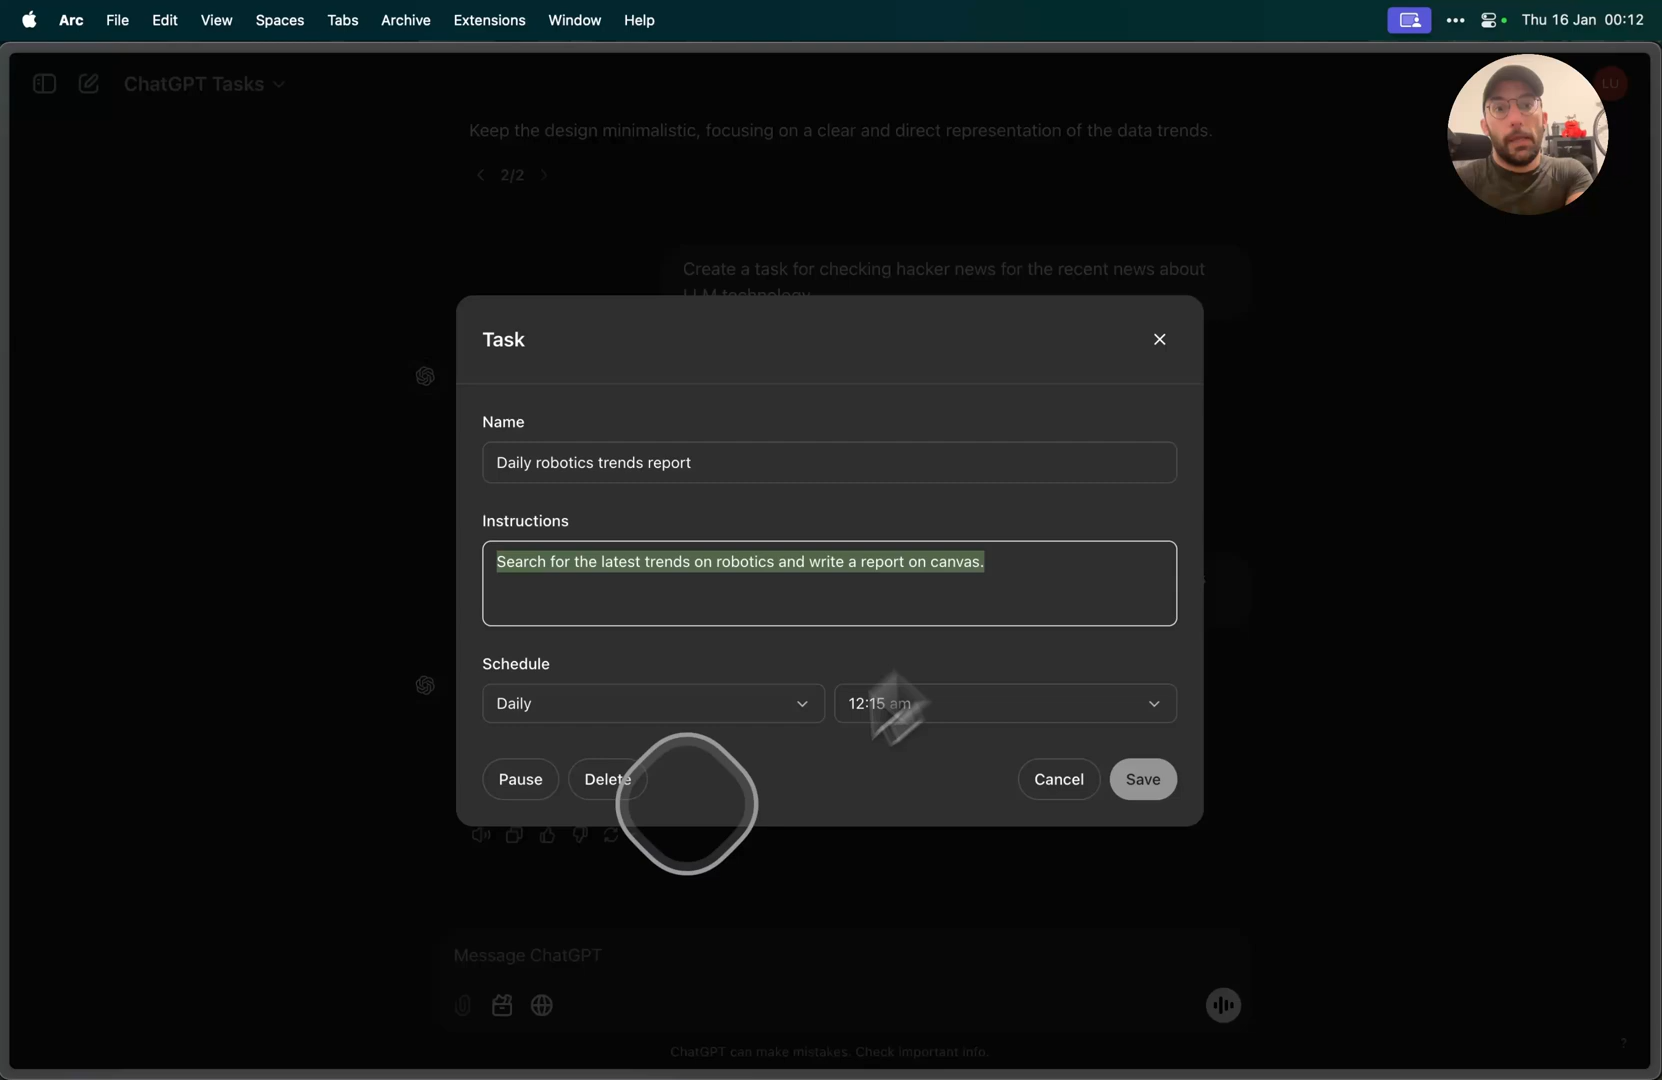 Arc File Edit View Spaces Tabs Archive Extensions Window Help Thu 16 Jan 00:12
ChatGPT Tasks
LU
Keep the design minimalistic, focusing on a clear and direct representation of the data trends.
2/2
Create a task for checking hacker news for the recent news about
LLM technology
Task
Name
Daily robotics trends report
Instructions
Search for the latest trends on robotics and write a report on canvas.
Schedule
Daily 12:15 am
Pause Delete Cancel Save
Message ChatGPT
ChatGPT can make mistakes. Check important info.
?